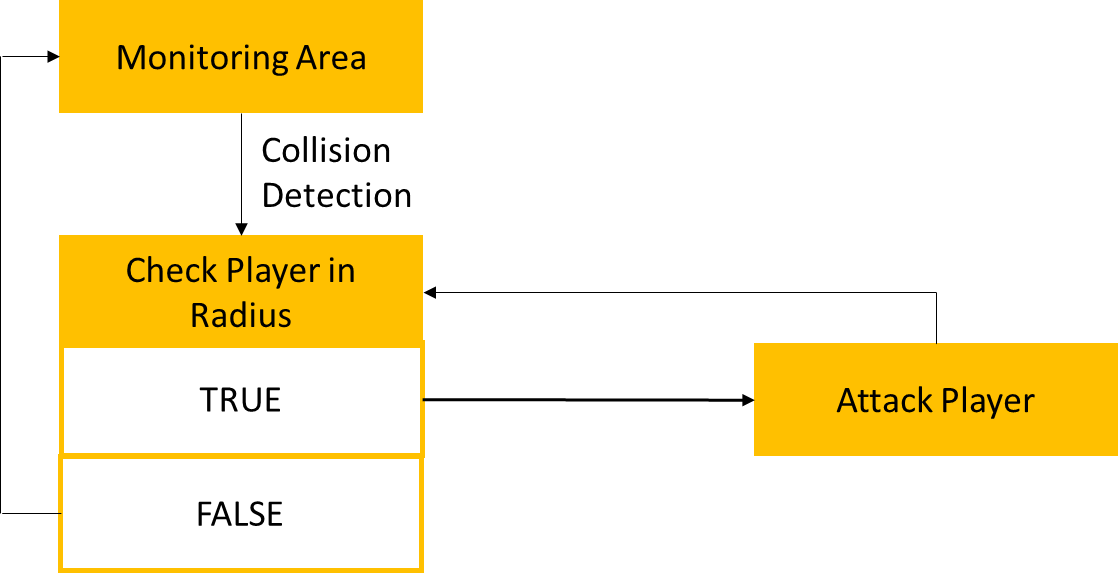 Monitoring Area
Collision
Detection
Check Player in
Radius
TRUE
Attack Player
FALSE